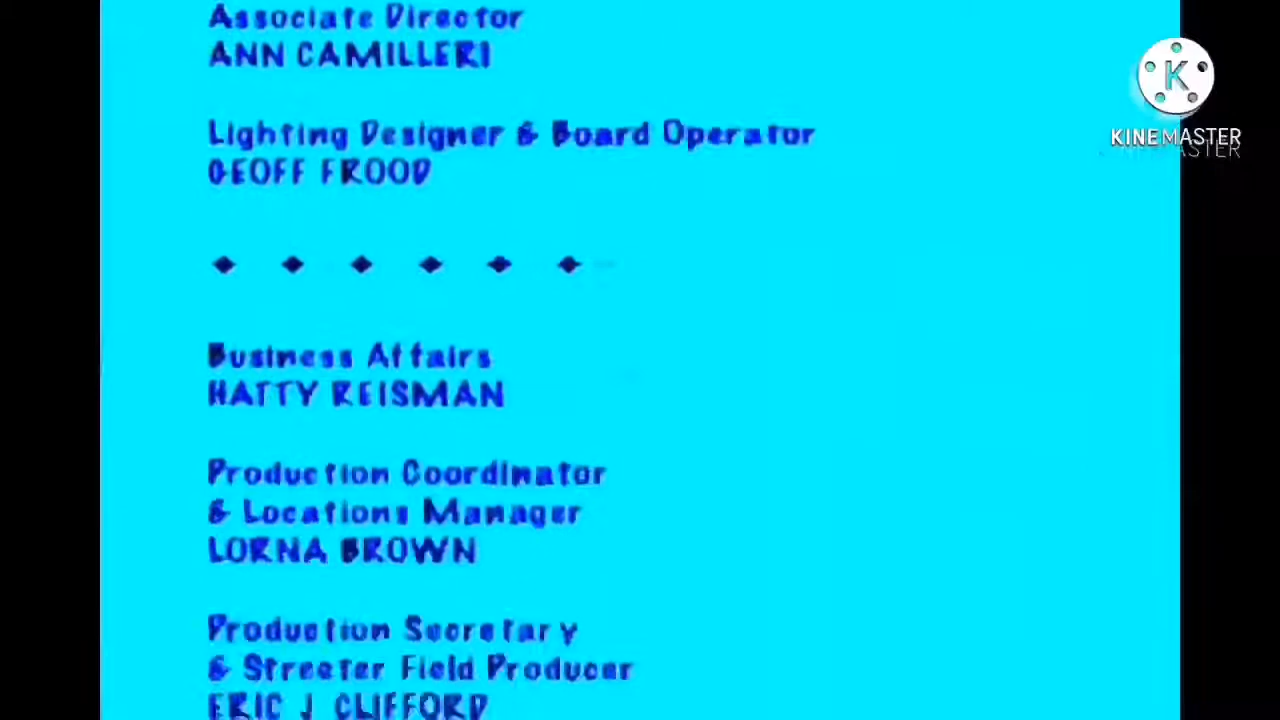 Associate Director
ANN CAMILLERI
Lighting Designer & Board Operator
GEOFF FROOD
Business Affairs
HATTY REISMAN
Production Coordinator
& Locations Manager
LORNA BROWN
Production Secretary
& Streeter Field Producer
ERIC J CLIFFORD
K
KINEMASTER